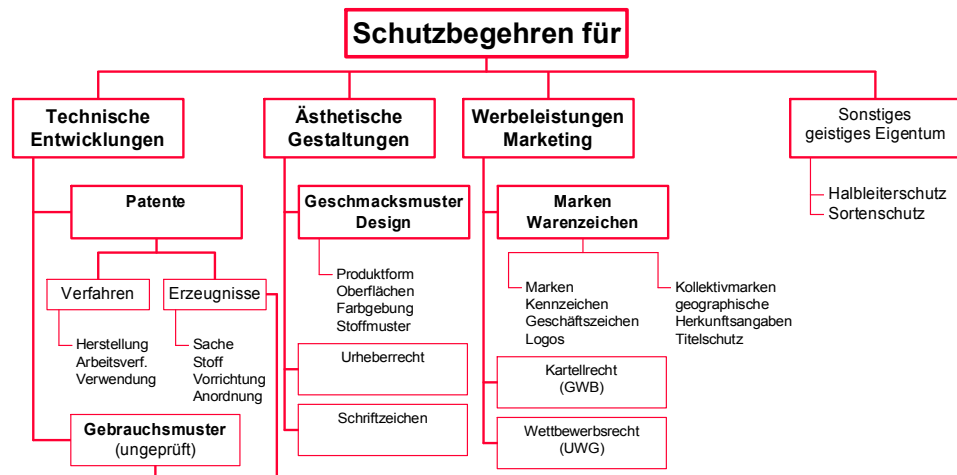 Schutzbegehren für
Technische
Entwicklungen
Patente
Verfahren
Herstellung
Arbeitsverf.
Verwendung
Erzeugnisse
Sache
Stoff
Vorrichtung
Anordnung
Gebrauchsmuster
(ungeprüft)
Ästhetische
Gestaltungen
Geschmacksmuster
Design
Produktform
Oberflächen
Farbgebung
Stoffmuster
Urheberrecht
Schriftzeichen
Werbeleistungen
Marketing
Marken
Warenzeichen
Marken
Kennzeichen
Geschäftszeichen
Logos
Kollektivmarken
geographische
Herkunftsangaben
Titelschutz
Kartellrecht
(GWB)
Wettbewerbsrecht
(UWG)
Sonstiges
geistiges Eigentum
Halbleiterschutz
Sortenschutz